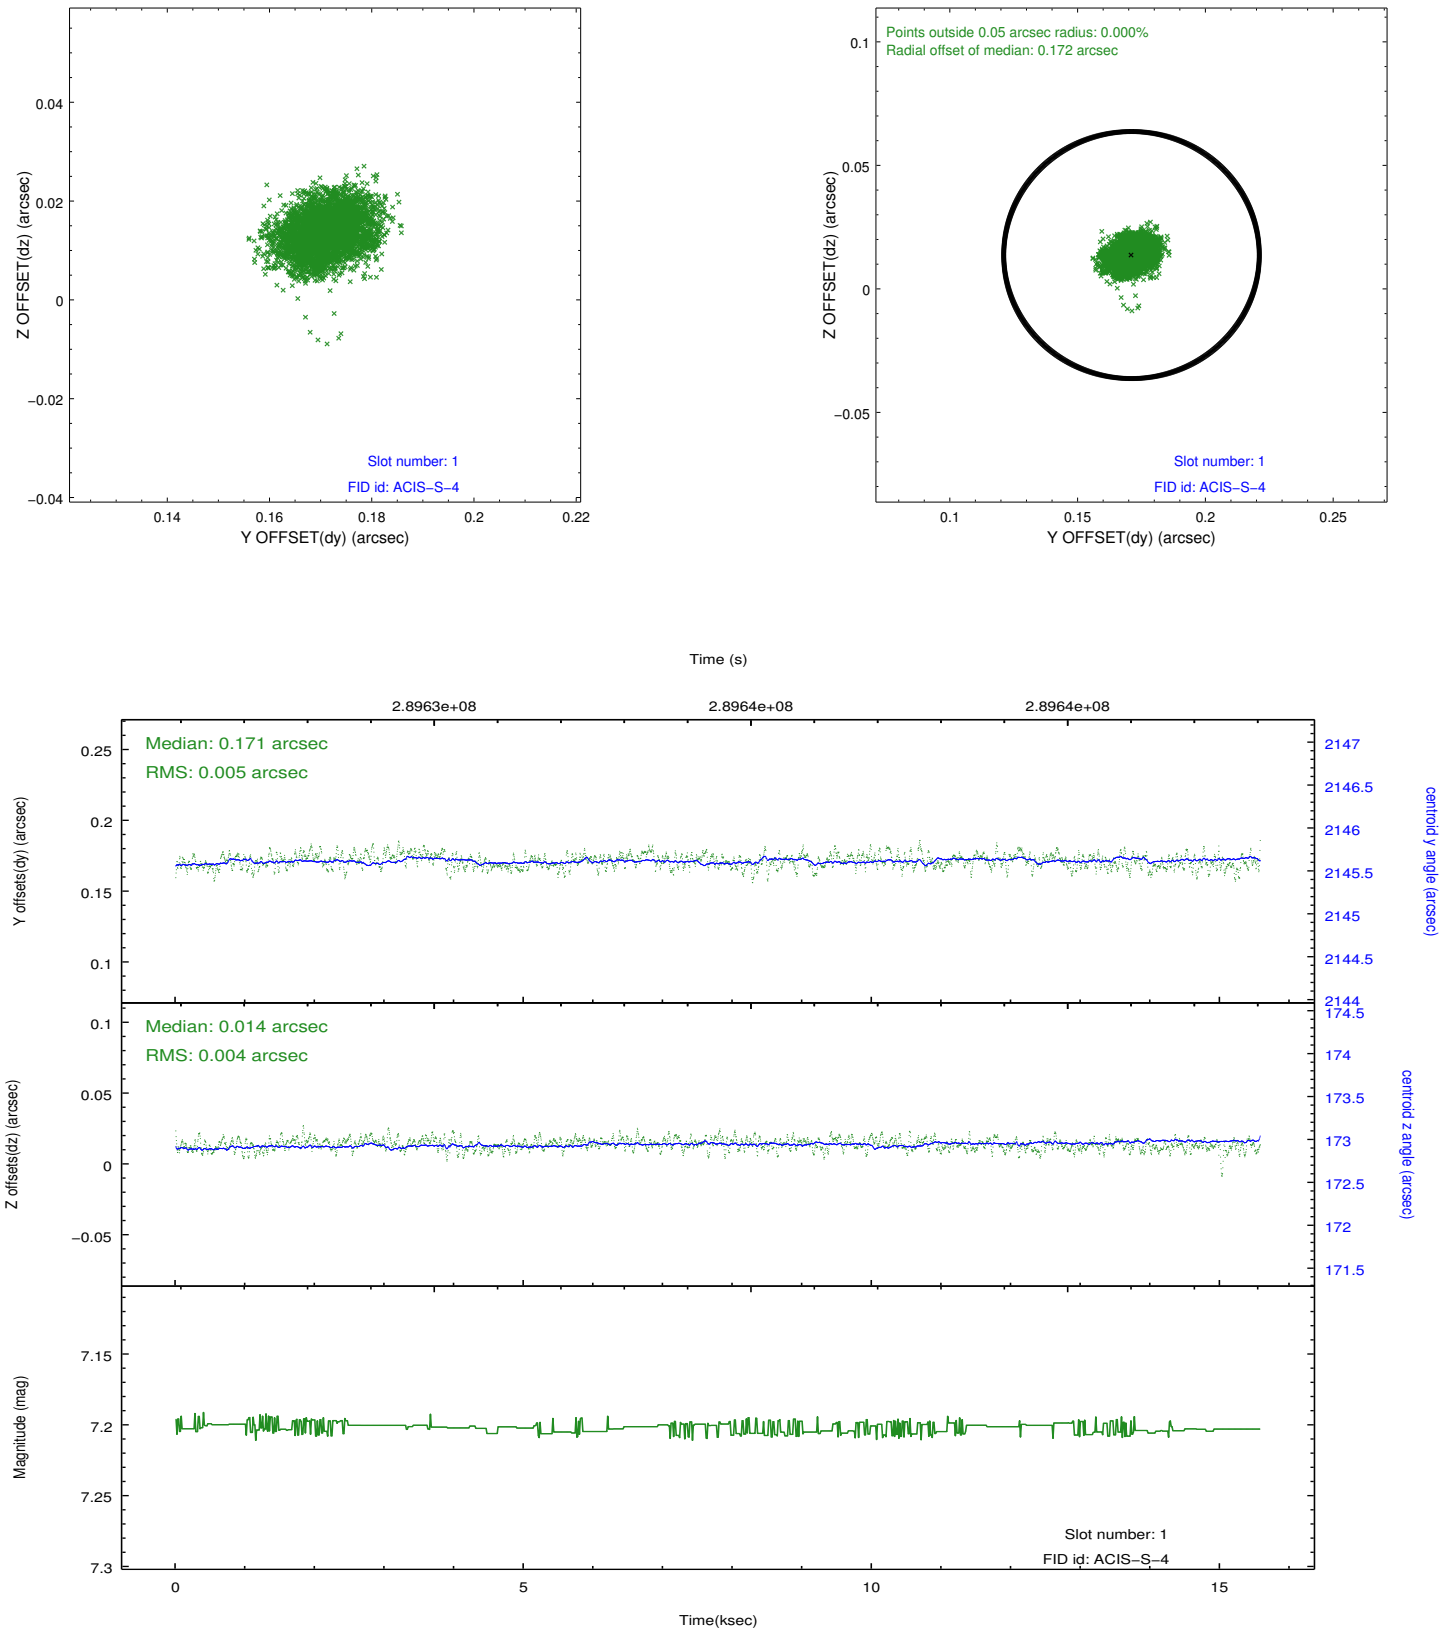 0.04
0.02
0
−0.02
−0.04
Z OFFSET(dz) (arcsec)
Slot number: 1
FID id: ACIS−S−4
0.14 0.16 0.18 0.2 0.22
Y OFFSET(dy) (arcsec)
Points outside 0.05 arcsec radius: 0.000%
Radial offset of median: 0.172 arcsec
0.1
0.05
0
−0.05
Z OFFSET(dz) (arcsec)
Slot number: 1
FID id: ACIS−S−4
0.1 0.15 0.2 0.25
Y OFFSET(dy) (arcsec)
Time (s)
2.8963e+08 2.8964e+08 2.8964e+08
Median: 0.171 arcsec
RMS: 0.005 arcsec
0.25
0.2
0.15
0.1
Y offsets(dy) (arcsec)
2147
2146.5
2146
2145.5
2145
2144.5
2144
centroid y angle (arcsec)
Median: 0.014 arcsec
RMS: 0.004 arcsec
0.1
0.05
0
−0.05
Z offsets(dz) (arcsec)
174.5
174
173.5
173
172.5
172
171.5
centroid z angle (arcsec)
7.15
7.2
7.25
7.3
Magnitude (mag)
Slot number: 1
FID id: ACIS−S−4
0 5 10 15
Time(ksec)